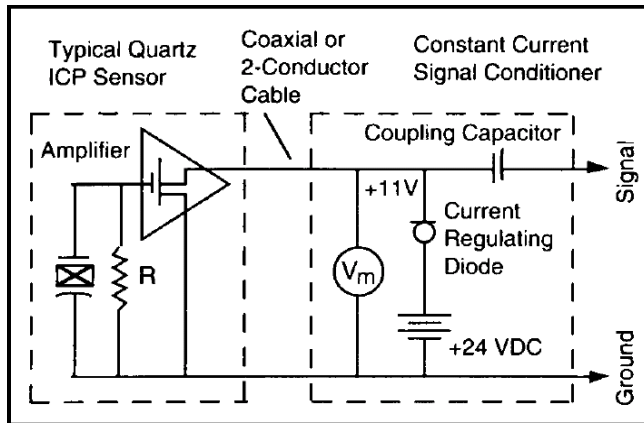 Typical Quartz
ICP Sensor
Coaxial or
2-Conductor
Cable
Constant Current
Signal Conditioner
Amplifier
Coupling Capacitor
Signal
+11V
Current
Regulating
Diode
R
Vm
+24 VDC
Ground